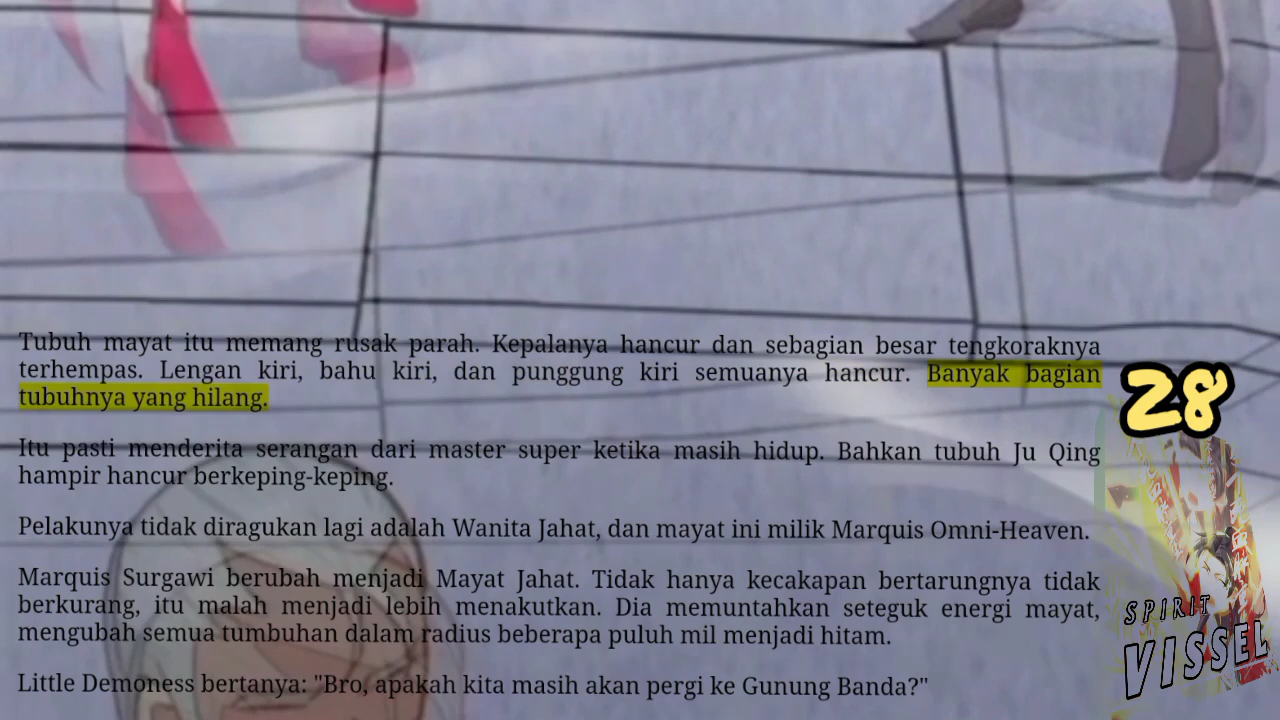 Tubuh mayat itu memang rusak parah. Kepalanya hancur dan sebagian besar tengkoraknya
terhempas. Lengan kiri, bahu kiri, dan punggung kiri semuanya hancur. Banyak bagian
tubuhnya yang hilang.
Itu pasti menderita serangan dari master super ketika masih hidup. Bahkan tubuh Ju Qing
hampir hancur berkeping-keping.
Pelakunya tidak diragukan lagi adalah Wanita Jahat, dan mayat ini milik Marquis Omni-Heaven.
Marquis Surgawi berubah menjadi Mayat Jahat. Tidak hanya kecakapan bertarungnya tidak
berkurang, itu malah menjadi lebih menakutkan. Dia memuntahkan seteguk energi mayat,
mengubah semua tumbuhan dalam radius beberapa puluh mil menjadi hitam.
Little Demoness bertanya: "Bro, apakah kita masih akan pergi ke Gunung Banda?"
28
SPIRIT
VISSEL